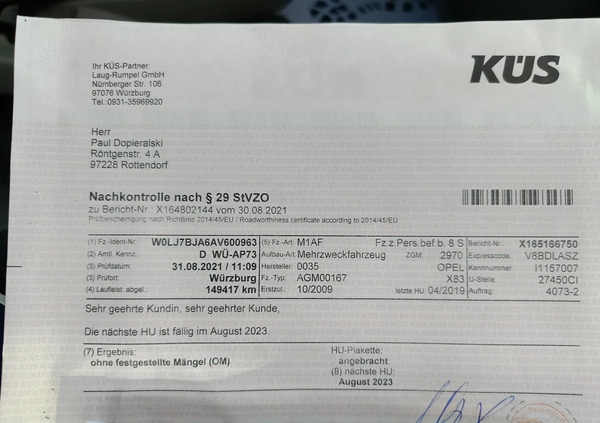 KÜS
Ihr KÜS-Partner:
Laug-Rumpel GmbH
Nürnberger Str. 106
97076 Würzburg
Tel.:0931-35969920
Herr
Paul Dopieralski
Röntgenstr. 4 A
97228 Rottendorf
Nachkontrolle nach § 29 StVZO
zu Bericht-Nr.: X164802144 vom 30.08.2021
Prüfbescheinigung nach Richtlinie 2014/45/EU / Roadworthiness certificate according to 2014/45/EU
(1) Fz.-Ident-Nr. W0LJ7BJA6AV600963 (5) Fz.-Art: M1AF Fz.z.Pers.bef.b. 8 S Bericht-Nr. X165166750
(2) Amtl. Kennz. D WÜ-AP73 Aufbau-Art: Mehrzweckfahrzeug ZGM: 2970 Expresscode: V8BDLASZ
(3) Prüfdatum: 31.08.2021 / 11:09 Hersteller: 0035 OPEL Kennnummer I1157007
(3) Prüfort: Würzburg Fz.-Typ: AGM00167 X83 U-Stelle: 27450CI
(4) Laufleist. abgel.: 149417 km Erstzul.: 10/2009 letzte HU: 04/2019 Auftrag: 4073-2
Sehr geehrte Kundin, sehr geehrter Kunde,
Die nächste HU ist fällig im August 2023.
(7) Ergebnis:
ohne festgestellte Mängel (OM)
HU-Plakette:
angebracht
(8) nächste HU:
August 2023